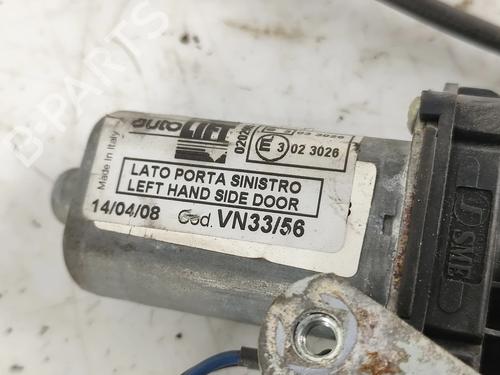 auto LIFT
Made in Italy
E 3 02 3026
LATO PORTA SINISTRO
LEFT HAND SIDE DOOR
14/04/08 Cod. VN33/56
SME